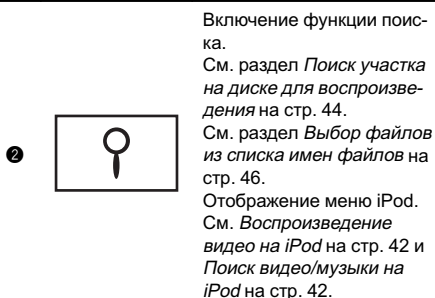 Включение функции поис-
ка.
См. раздел Поиск участка
на диске для воспроизве-
дения на стр. 44.
См. раздел Выбор файлов
из списка имен файлов на
стр. 46.
❷
Отображение меню iPod.
См. Воспроизведение
видео на iPod на стр. 42 и
Поиск видео/музыки на
iPod на стр. 42.